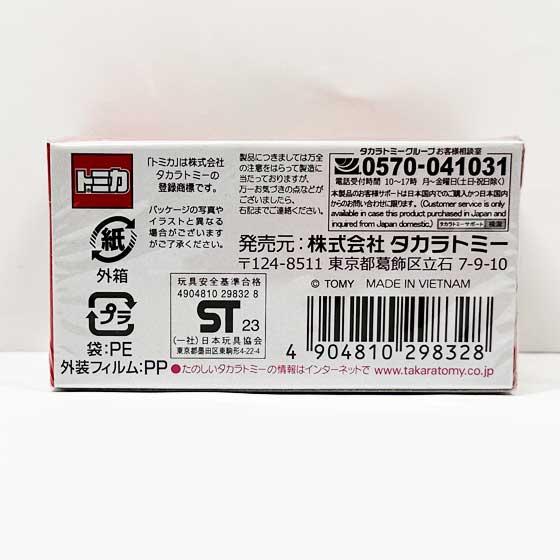 トミカ
「トミカ」は株式会社
タカラトミーの
登録商標です。
パッケージの写真や
イラストと異なる
場合がございます。
ご了承ください。
製品につきましては万全
の注意をはらって製造に
当たっておりますが、
万一お気づきの点などが
ございましたら、
右記までご連絡ください。
タカラトミーグループお客様相談室
0570-041031
電話受付時間 10〜17時 月〜金曜日(土・日・祝日除く)
本製品のお客様サポートは日本国内でのご購入かつ日本国内
からのお問い合わせに限ります。(Customer service is only
available in case this product purchased in Japan and
inquired from Japan domestic.) タカラトミーサポート 検索
紙
外箱
プラ
袋:PE
外装フィルム:PP
発売元:株式会社 タカラトミー
〒124-8511 東京都葛飾区立石 7-9-10
© TOMY MADE IN VIETNAM
玩具安全基準合格
4904810 29832 8
ST 23
(一社)日本玩具協会
東京都墨田区東駒形4-22-4
4 904810 298328
●たのしいタカラトミーの情報はインターネットで www.takaratomy.co.jp